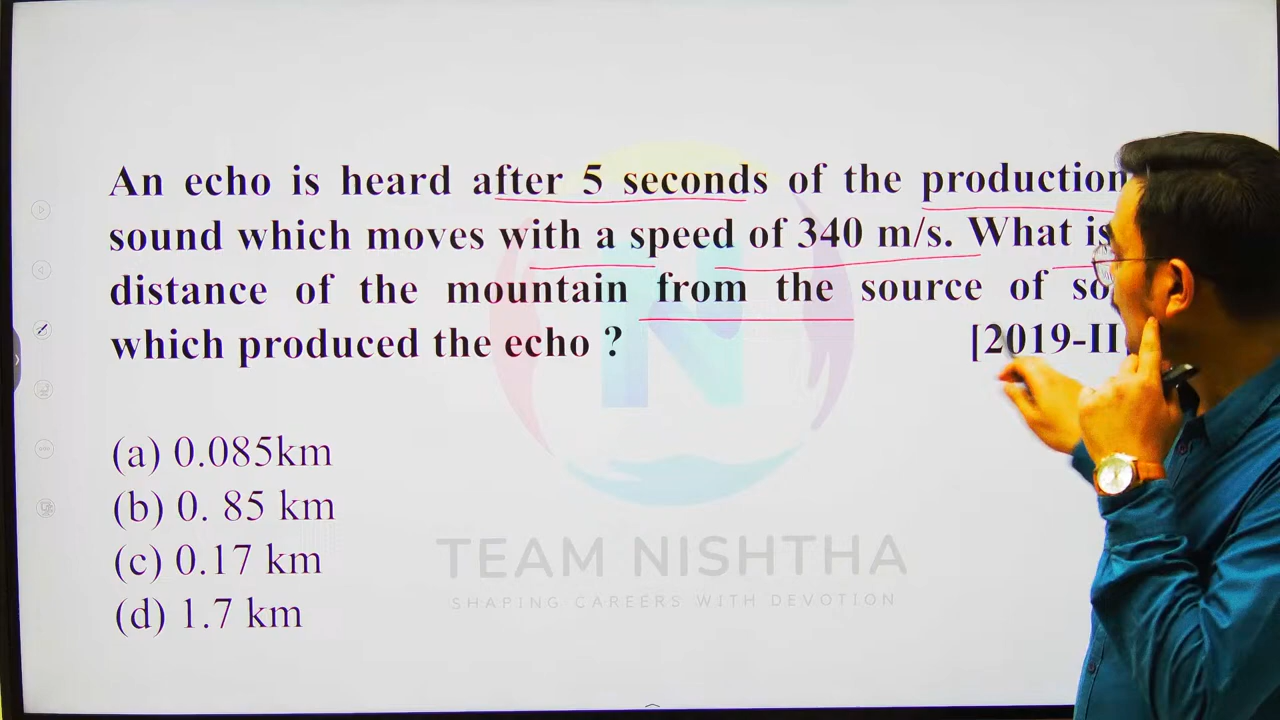 An echo is heard after 5 seconds of the production
sound which moves with a speed of 340 m/s. What is
distance of the mountain from the source of
which produced the echo ?
[2019-II
(a) 0.085km
(b) 0. 85 km
(c) 0.17 km
(d) 1.7 km
N
TEAM NISHTHA
SHAPING CAREERS WITH DEVOTION